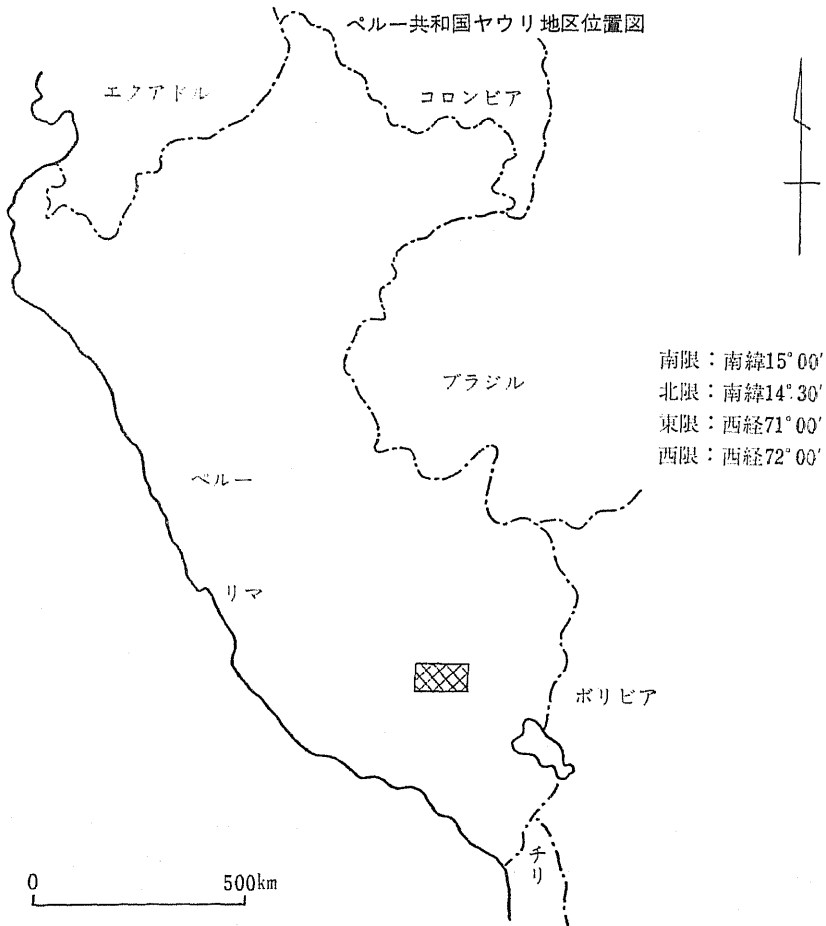 ペルー共和国ヤウリ地区位置図
エクアドル
コロンビア
南限：南緯15°00′
北限：南緯14°30′
東限：西経71°00′
西限：西経72°00′
ブラジル
ペルー
リマ
ボリビア
チリ
0 500km